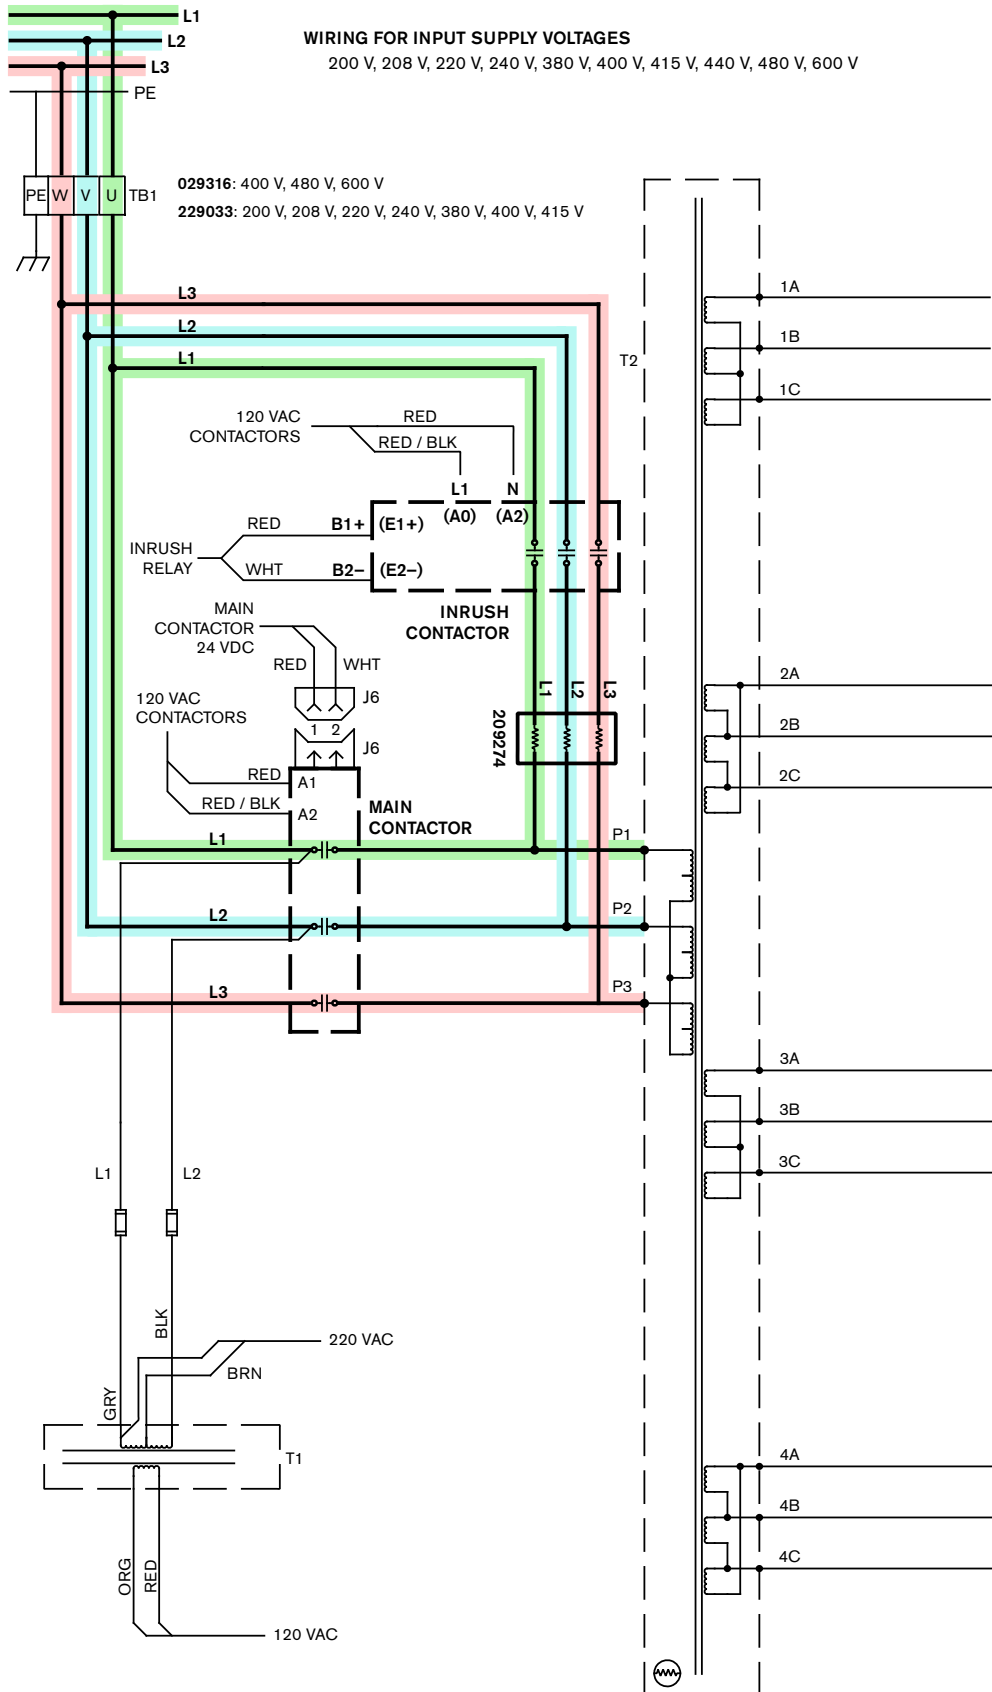 L1
L2
L3
PE
WIRING FOR INPUT SUPPLY VOLTAGES
200 V, 208 V, 220 V, 240 V, 380 V, 400 V, 415 V, 440 V, 480 V, 600 V
PE W V U TB1
029316: 400 V, 480 V, 600 V
229033: 200 V, 208 V, 220 V, 240 V, 380 V, 400 V, 415 V
L3
L2
L1
T2
1A
1B
1C
120 VAC
CONTACTORS
RED
RED / BLK
L1 N
(A0) (A2)
INRUSH
RELAY
RED
WHT
B1+ (E1+)
B2− (E2−)
INRUSH
CONTACTOR
MAIN
CONTACTOR
24 VDC
RED WHT
J6
1 2
J6
120 VAC
CONTACTORS
RED
RED / BLK
A1
A2
MAIN
CONTACTOR
L1
L2
L3
209274
2A
2B
2C
L1
L2
L3
P1
P2
P3
3A
3B
3C
L1 L2
GRY
BLK
220 VAC
BRN
T1
ORG
RED
120 VAC
4A
4B
4C